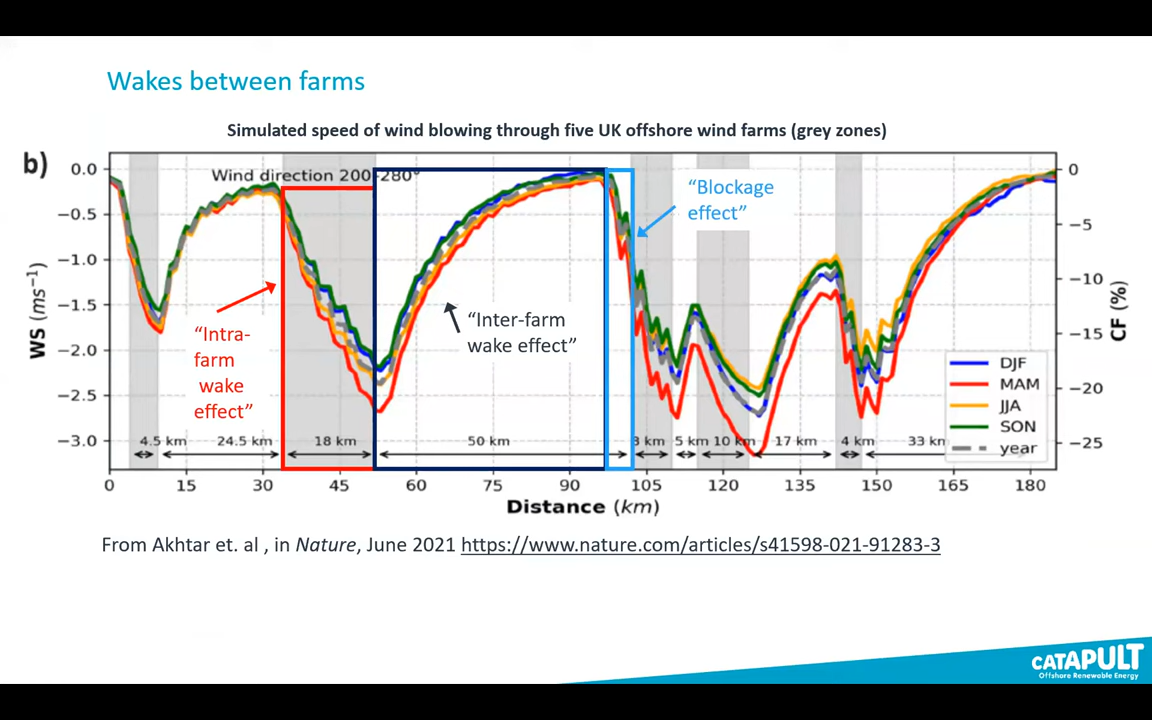 Wakes between farms
Simulated speed of wind blowing through five UK offshore wind farms (grey zones)
b)
Wind direction 200-280°
0.0
−0.5
−1.0
−1.5
−2.0
−2.5
−3.0
WS (ms⁻¹)
0
−5
−10
−15
−20
−25
CF (%)
“Blockage
effect”
“Intra-
farm
wake
effect”
“Inter-farm
wake effect”
DJF
MAM
JJA
SON
year
4.5 km 24.5 km 18 km 50 km 3 km 5 km 10 km 17 km 4 km 33 km
0 15 30 45 60 75 90 105 120 135 150 165 180
Distance (km)
From Akhtar et. al , in Nature, June 2021 https://www.nature.com/articles/s41598-021-91283-3
CATAPULT
Offshore Renewable Energy